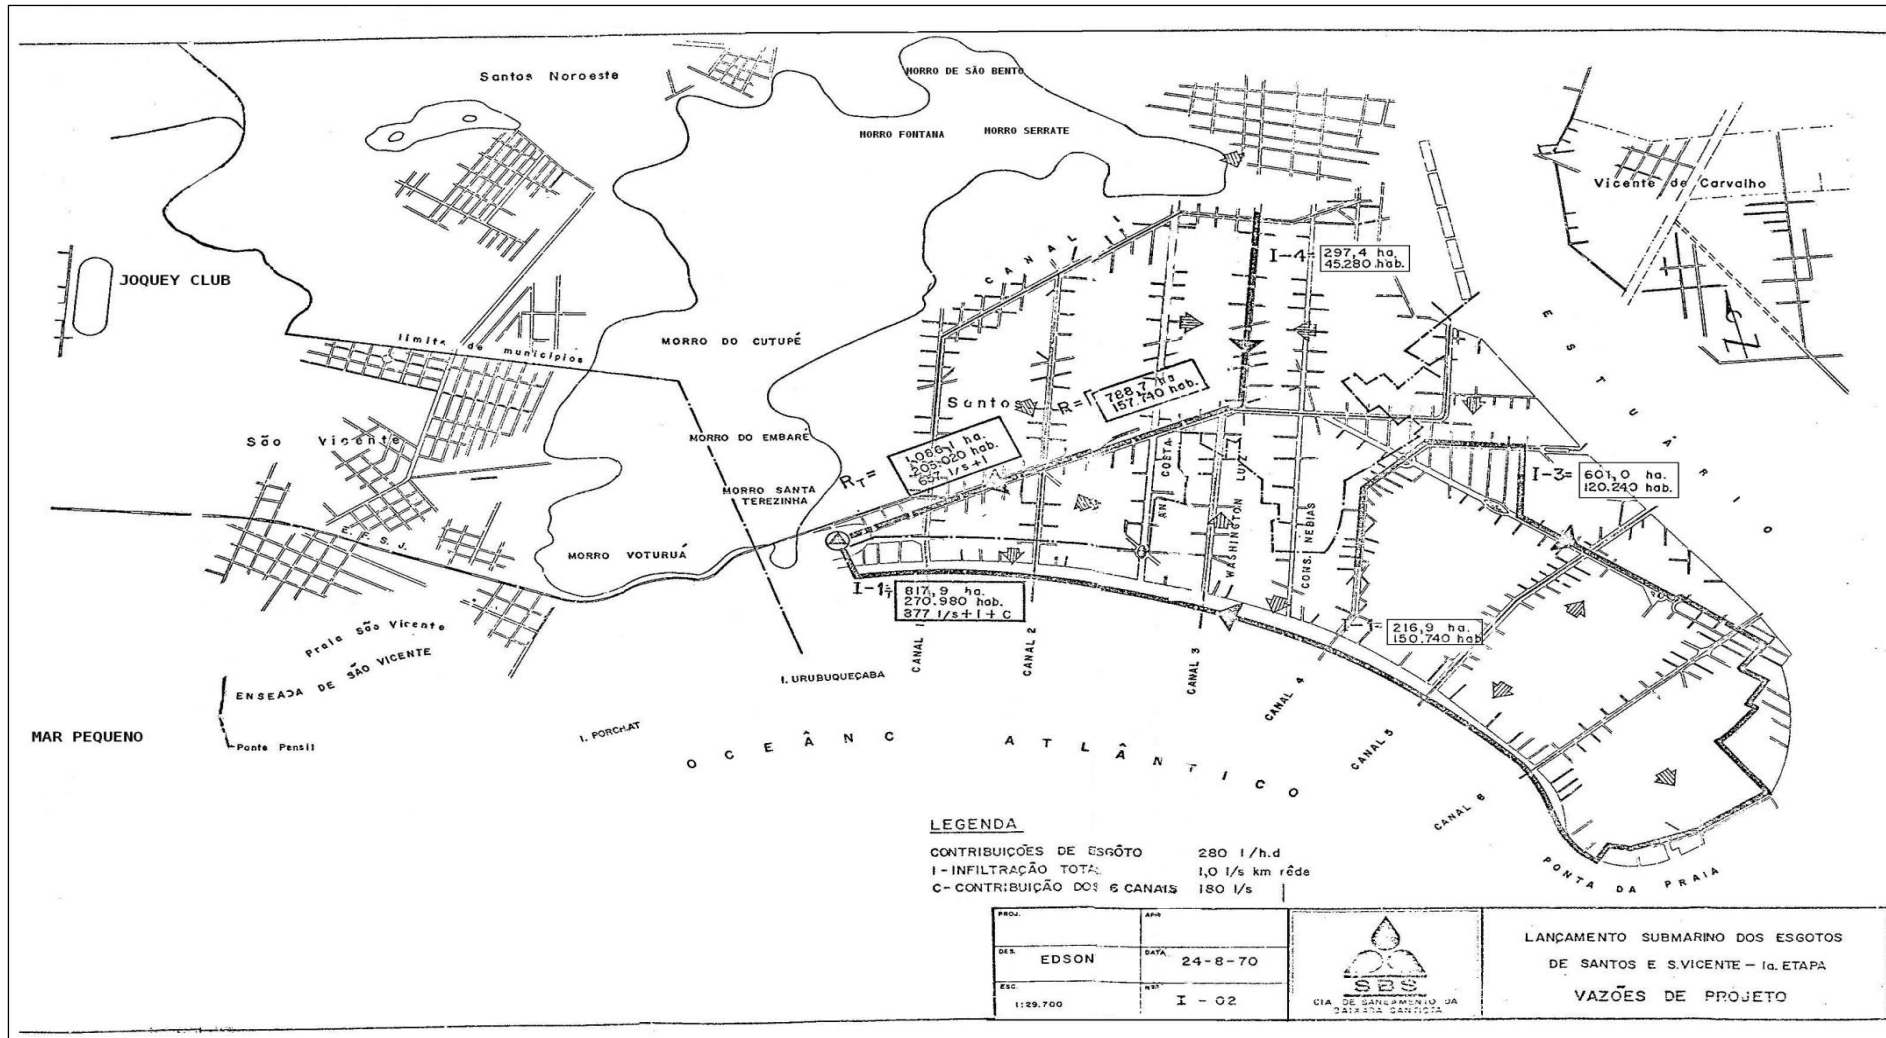 Santos Noroeste
MORRO DE SÃO BENTO
MORRO FONTANA
MORRO SERRATE
Vicente de Carvalho
JOQUEY CLUB
CANAL 1
I-4=
297,4 ha.
45.280 hab.
limite de municípios
MORRO DO CUTUPÉ
ESTUÁRIO
R=
788,7 ha
157.740 hab.
Santos
São Vicente
MORRO DO EMBARÉ
RT=
205.020 hab.
I-3=
601,0 ha.
120.240 hab.
MORRO SANTA
TEREZINHA
ANA COSTA
WASHINGTON LUIZ
CONS. NEBIAS
E. F. S. J.
MORRO VOTURUÁ
I-1
817,9 ha.
270.980 hab.
877 l/s+I+C
216,9 ha.
150.740 hab
Praia São Vicente
ENSEADA DE SÃO VICENTE
Ponte Pensil
MAR PEQUENO
I. URUBUQUEÇABA
I. PORCHAT
CANAL 1
CANAL 2
CANAL 3
CANAL 4
CANAL 5
CANAL 6
OCEÂNO ATLÂNTICO
PONTA DA PRAIA
LEGENDA
CONTRIBUIÇÕES DE ESGÔTO 280 l/h.d
I-INFILTRAÇÃO TOTAL 1,0 l/s km rêde
C-CONTRIBUIÇÃO DOS 6 CANAIS 180 l/s
PROJ.
APR
DES. EDSON
DATA. 24-8-70
ESC. 1:29.700
Nº I - 02
SBS
CIA. DE SANEAMENTO DA
BAIXADA SANTISTA
LANÇAMENTO SUBMARINO DOS ESGOTOS
DE SANTOS E S.VICENTE - 1a. ETAPA
VAZÕES DE PROJETO